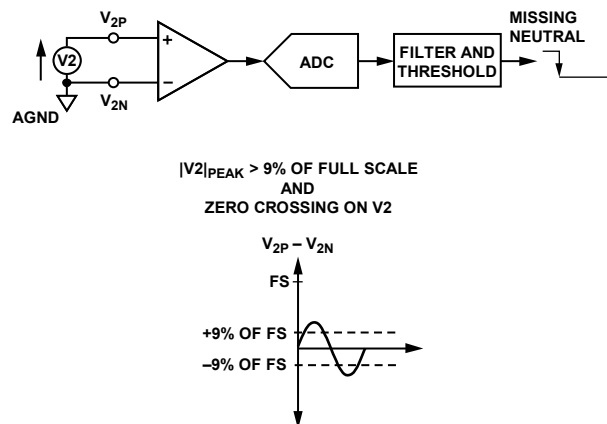 V2P
V2
V2N
AGND
+
−
ADC
FILTER AND
THRESHOLD
MISSING
NEUTRAL
|V2|PEAK > 9% OF FULL SCALE
AND
ZERO CROSSING ON V2
V2P – V2N
FS
+9% OF FS
–9% OF FS